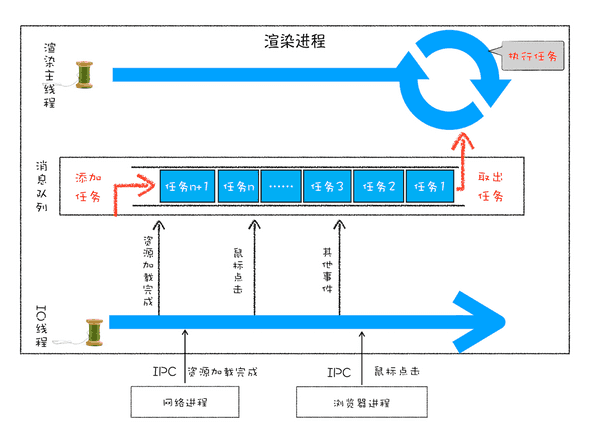 渲染进程
渲染主线程
执行任务
消息队列
添加
任务
任务n+1
任务n
……
任务3
任务2
任务1
取出
任务
资源加载完成
鼠标点击
其他事件
IO线程
IPC 资源加载完成
IPC 鼠标点击
网络进程
浏览器进程